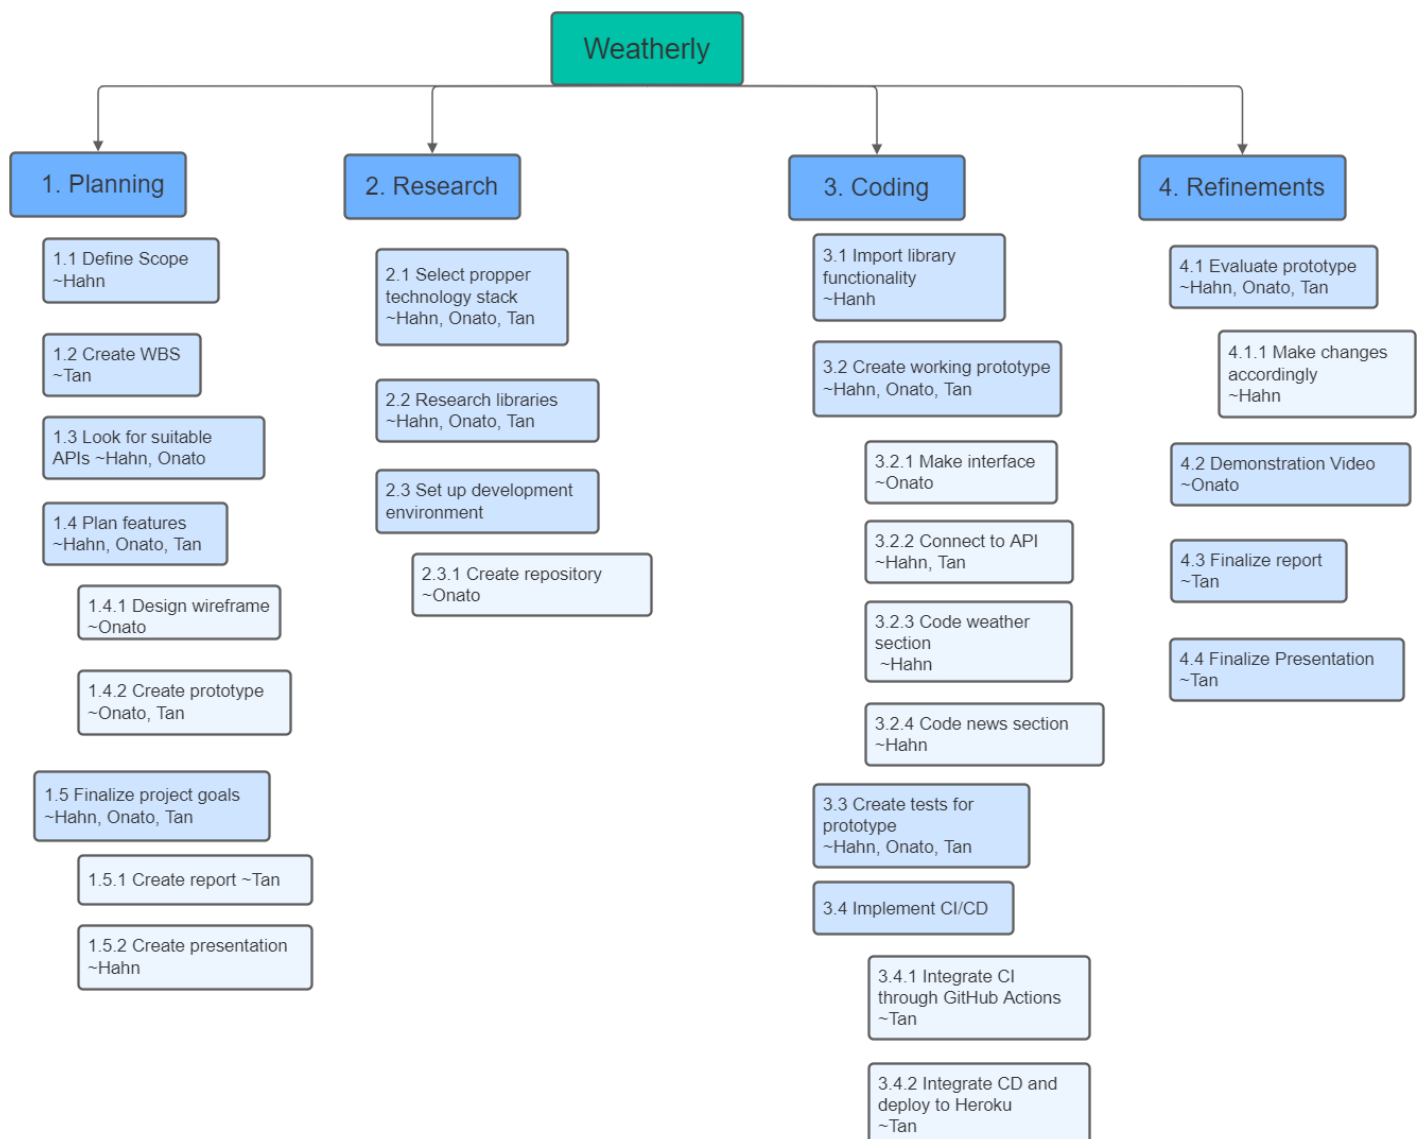 Weatherly
1. Planning
1.1 Define Scope
~Hahn
1.2 Create WBS
~Tan
1.3 Look for suitable
APIs ~Hahn, Onato
1.4 Plan features
~Hahn, Onato, Tan
1.4.1 Design wireframe
~Onato
1.4.2 Create prototype
~Onato, Tan
1.5 Finalize project goals
~Hahn, Onato, Tan
1.5.1 Create report ~Tan
1.5.2 Create presentation
~Hahn
2. Research
2.1 Select propper
technology stack
~Hahn, Onato, Tan
2.2 Research libraries
~Hahn, Onato, Tan
2.3 Set up development
environment
2.3.1 Create repository
~Onato
3. Coding
3.1 Import library
functionality
~Hanh
3.2 Create working prototype
~Hahn, Onato, Tan
3.2.1 Make interface
~Onato
3.2.2 Connect to API
~Hahn, Tan
3.2.3 Code weather
section
~Hahn
3.2.4 Code news section
~Hahn
3.3 Create tests for
prototype
~Hahn, Onato, Tan
3.4 Implement CI/CD
3.4.1 Integrate CI
through GitHub Actions
~Tan
3.4.2 Integrate CD and
deploy to Heroku
~Tan
4. Refinements
4.1 Evaluate prototype
~Hahn, Onato, Tan
4.1.1 Make changes
accordingly
~Hahn
4.2 Demonstration Video
~Onato
4.3 Finalize report
~Tan
4.4 Finalize Presentation
~Tan